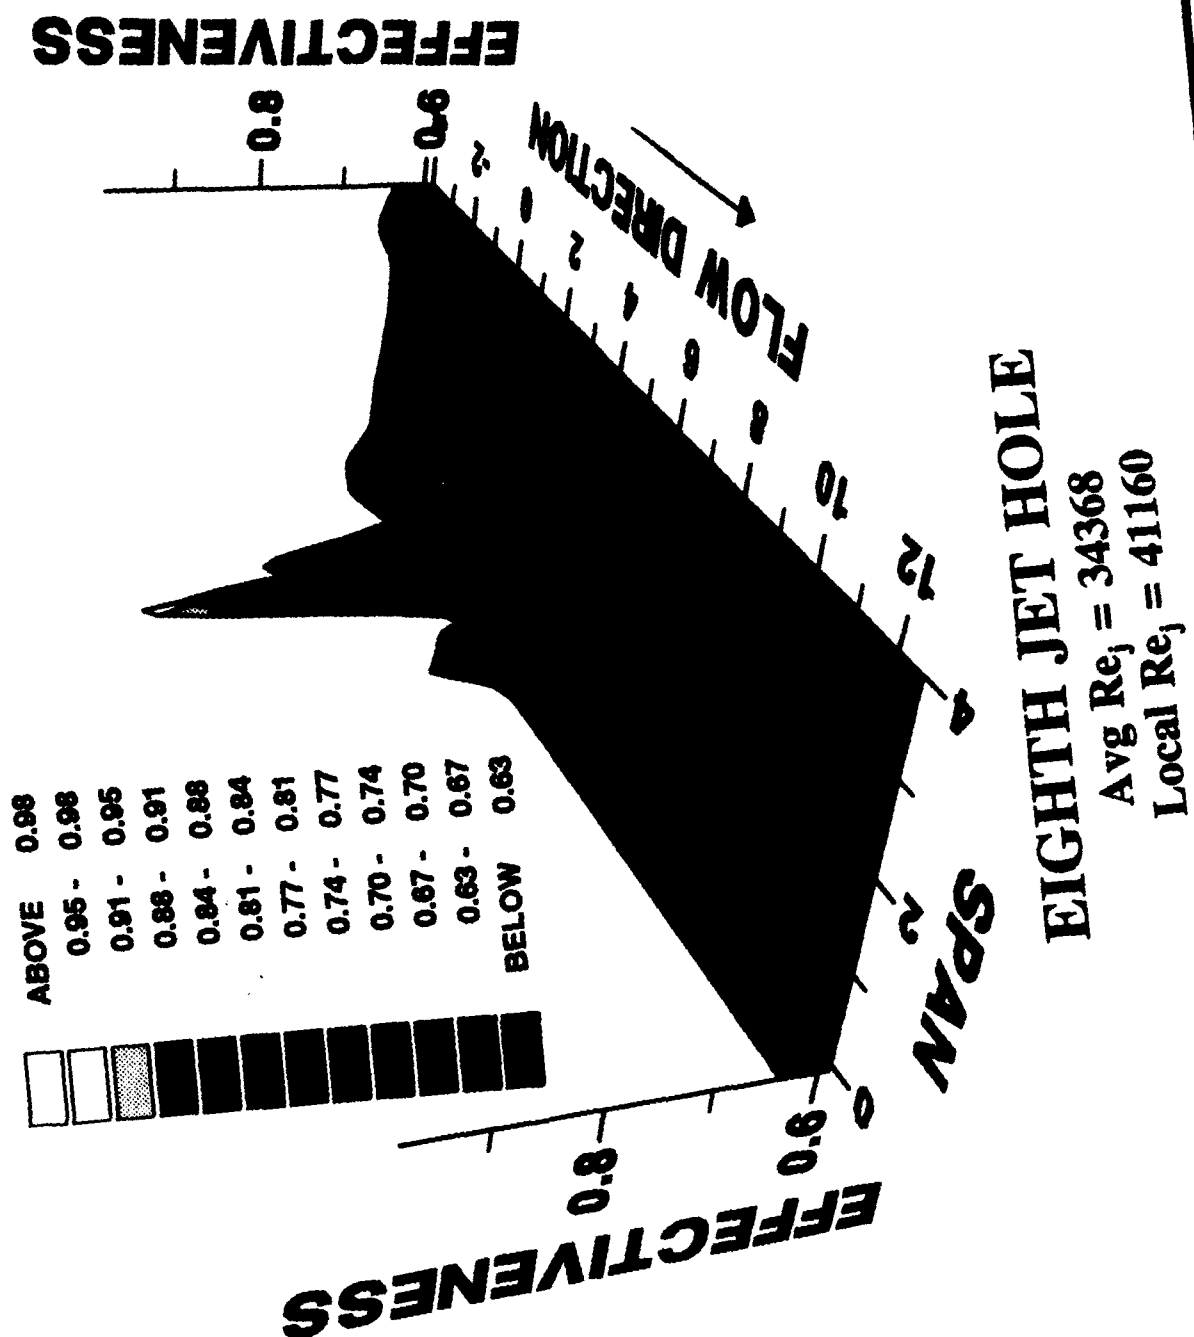 ABOVE 0.98
0.95 - 0.98
0.91 - 0.95
0.88 - 0.91
0.84 - 0.88
0.81 - 0.84
0.77 - 0.81
0.74 - 0.77
0.70 - 0.74
0.67 - 0.70
0.63 - 0.67
BELOW 0.63
EFFECTIVENESS
0.8
0.6
EFFECTIVENESS
0.8
0.6
-2
0
2
4
6
8
10
12
FLOW DIRECTION
0
2
4
SPAN
EIGHTH JET HOLE
Avg Rej = 34368
Local Rej = 41160